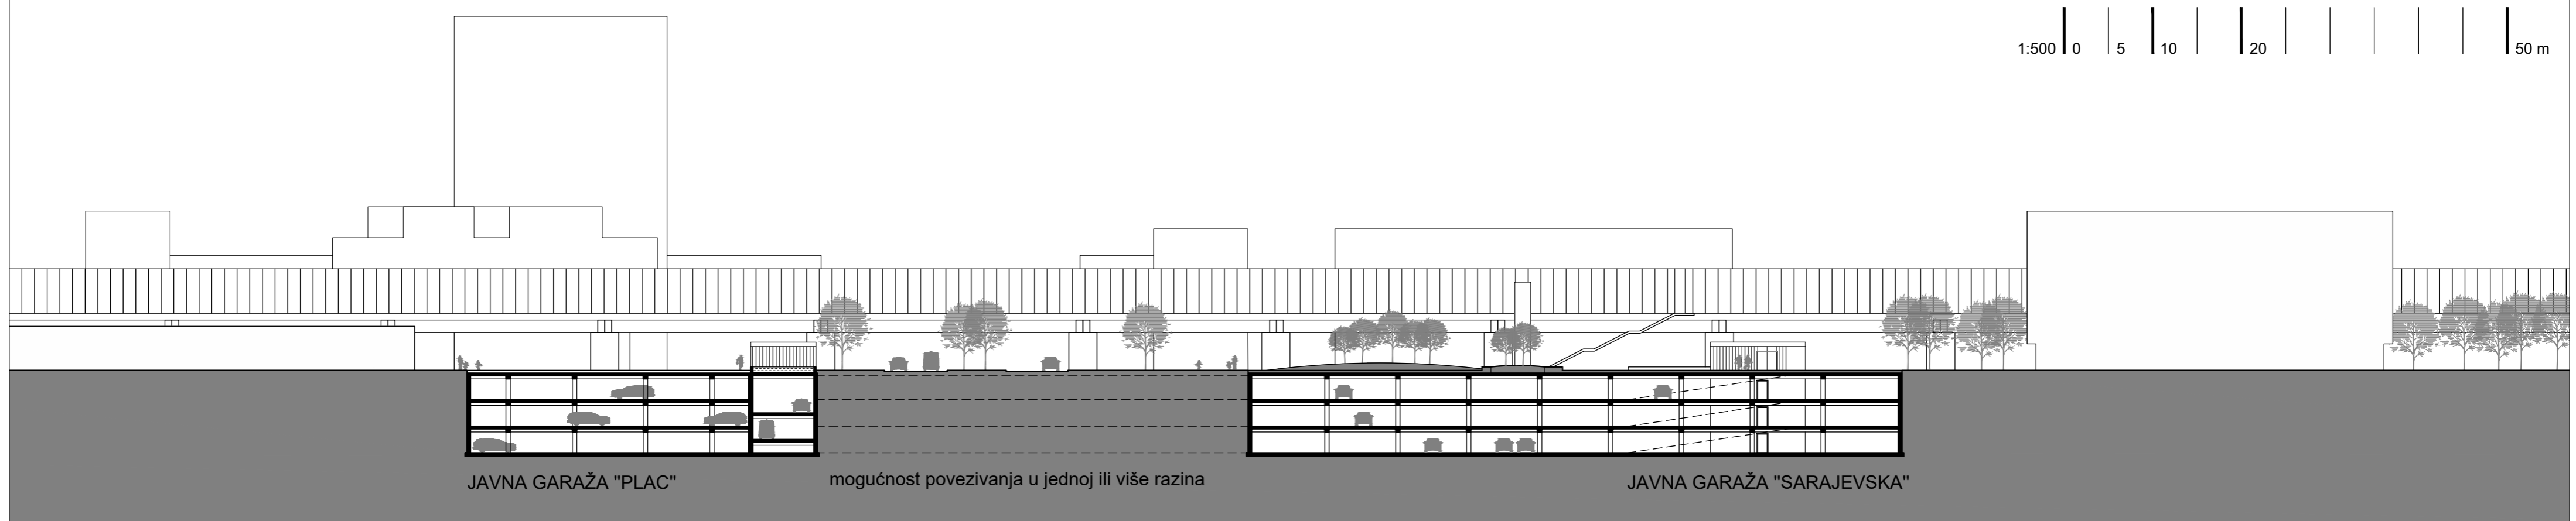 1:500 0 5 10 20 50 m
JAVNA GARAŽA "PLAC"
mogućnost povezivanja u jednoj ili više razina
JAVNA GARAŽA "SARAJEVSKA"